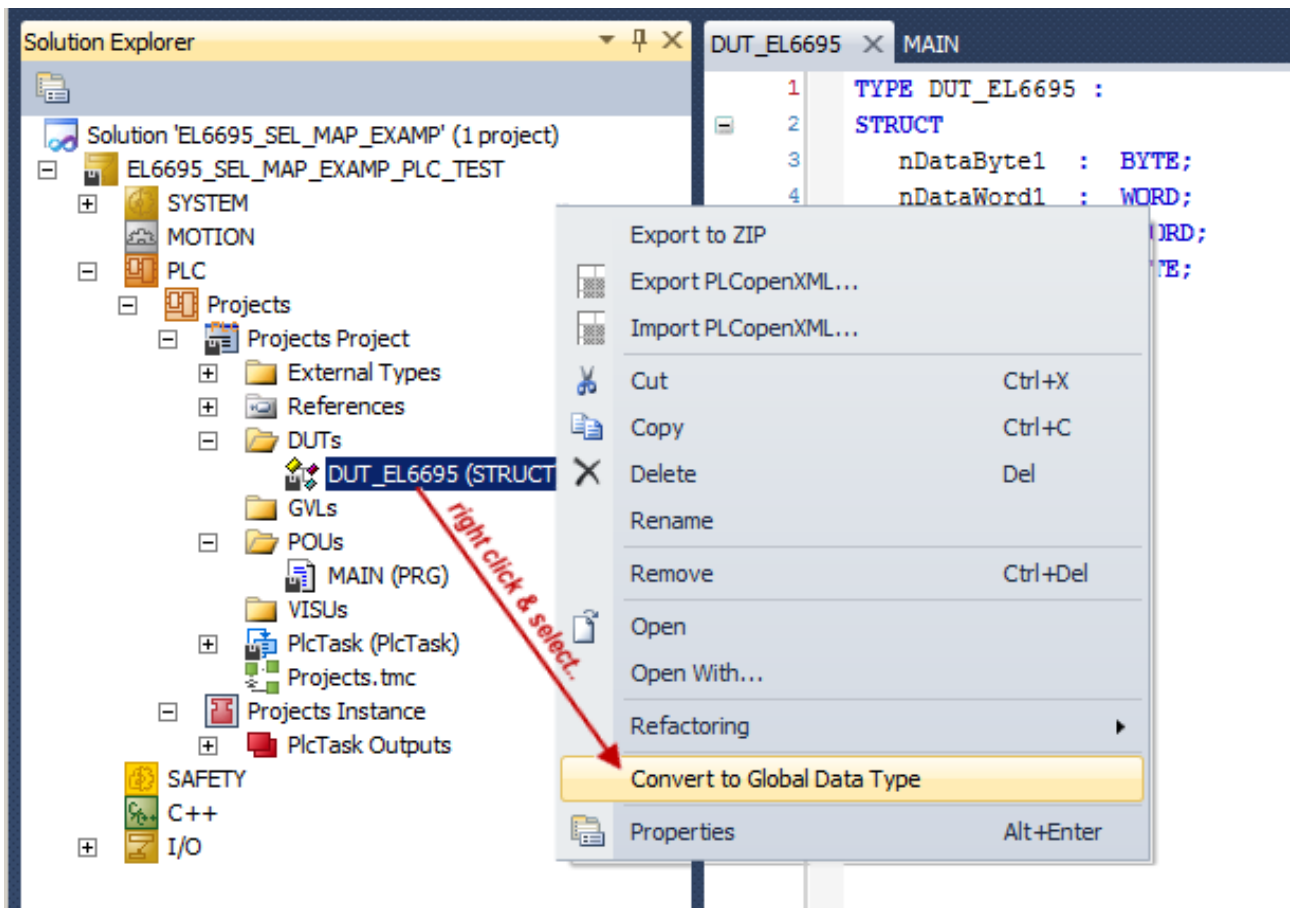 Solution Explorer
Solution 'EL6695_SEL_MAP_EXAMP' (1 project)
EL6695_SEL_MAP_EXAMP_PLC_TEST
SYSTEM
MOTION
PLC
Projects
PLC
Projects Project
External Types
References
DUTs
DUT_EL6695 (STRUCT
GVLs
POUs
MAIN (PRG)
VISUs
PlcTask (PlcTask)
Projects.tmc
Projects Instance
PlcTask Outputs
SAFETY
C++
I/O
right click & select..
DUT_EL6695 MAIN
1 TYPE DUT_EL6695 :
2 STRUCT
3 nDataByte1 : BYTE;
4 nDataWord1 : WORD;
ORD;
TE;
Export to ZIP
Export PLCopenXML...
Import PLCopenXML...
Cut Ctrl+X
Copy Ctrl+C
Delete Del
Rename
Remove Ctrl+Del
Open
Open With...
Refactoring
Convert to Global Data Type
Properties Alt+Enter